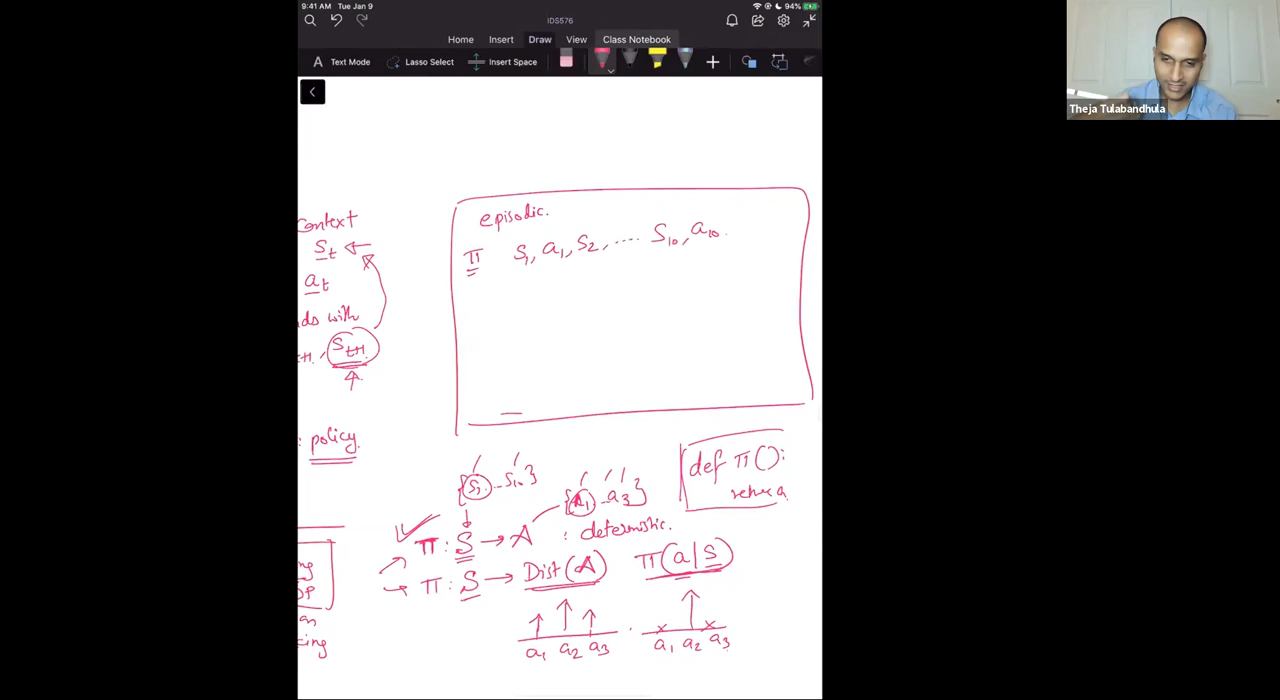 9:41 AM Tue Jan 9
94%
IDS576
Home Insert Draw View Class Notebook
Text Mode Lasso Select Insert Space
Theja Tulabandhula
context
St
at
with
St+1
policy
episodic.
π S1, a1, S2, .... S10, a10.
{S1 .. S10}
{A1 .. a3}
def π():
return a
π: S → A : deterministic.
π: S → Dist(A) π(a|s)
a1 a2 a3 . a1 a2 a3